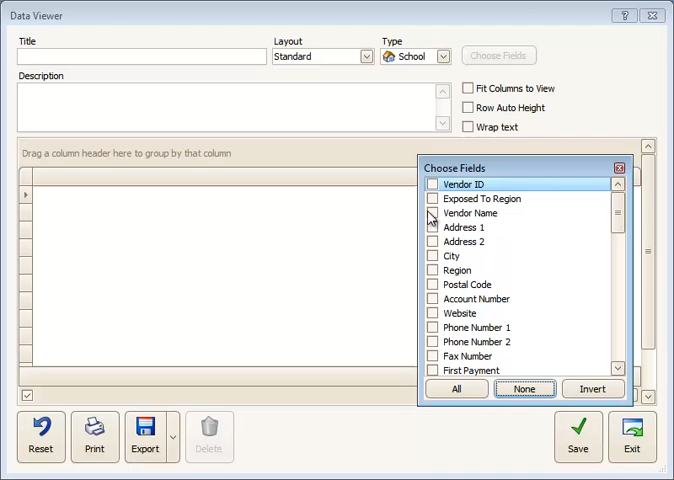 Data Viewer
?
Title
Layout
Type
Standard
School
Choose Fields
Description
Fit Columns to View
Row Auto Height
Wrap text
Drag a column header here to group by that column
Choose Fields
Vendor ID
Exposed To Region
Vendor Name
Address 1
Address 2
City
Region
Postal Code
Account Number
Website
Phone Number 1
Phone Number 2
Fax Number
First Payment
All
None
Invert
Reset
Print
Export
Delete
Save
Exit